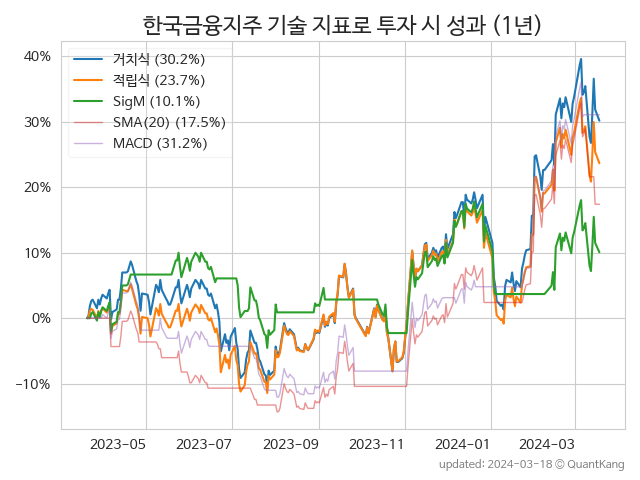 한국금융지주 기술 지표로 투자 시 성과 (1년)
거치식 (30.2%)
적립식 (23.7%)
SigM (10.1%)
SMA(20) (17.5%)
MACD (31.2%)
40%
30%
20%
10%
0%
−10%
2023-05 2023-07 2023-09 2023-11 2024-01 2024-03
updated: 2024-03-18 © QuantKang